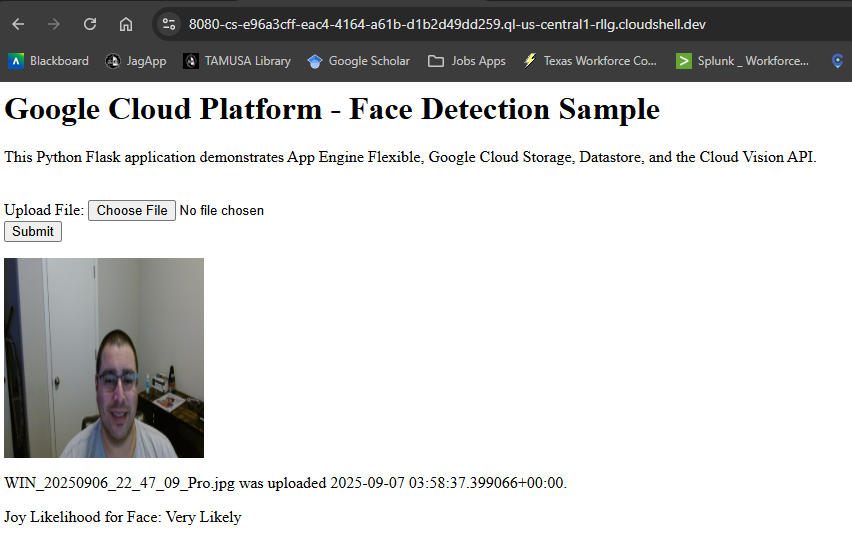 8080-cs-e96a3cff-eac4-4164-a61b-d1b2d49dd259.ql-us-central1-rllg.cloudshell.dev
Blackboard JagApp TAMUSA Library Google Scholar Jobs Apps Texas Workforce Co... Splunk _ Workforce...
Google Cloud Platform - Face Detection Sample
This Python Flask application demonstrates App Engine Flexible, Google Cloud Storage, Datastore, and the Cloud Vision API.
Upload File: Choose File No file chosen
Submit
WIN_20250906_22_47_09_Pro.jpg was uploaded 2025-09-07 03:58:37.399066+00:00.
Joy Likelihood for Face: Very Likely